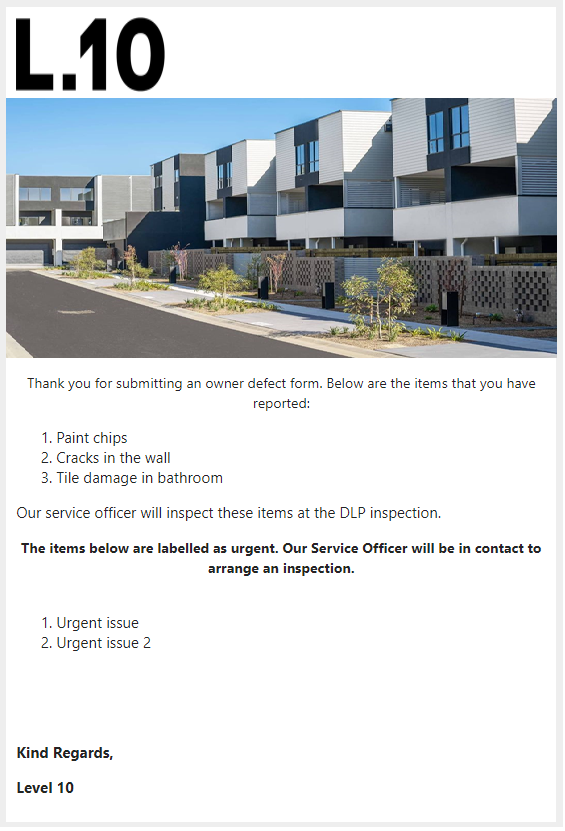 L.10
Thank you for submitting an owner defect form. Below are the items that you have
reported:
1. Paint chips
2. Cracks in the wall
3. Tile damage in bathroom
Our service officer will inspect these items at the DLP inspection.
The items below are labelled as urgent. Our Service Officer will be in contact to
arrange an inspection.
1. Urgent issue
2. Urgent issue 2
Kind Regards,
Level 10